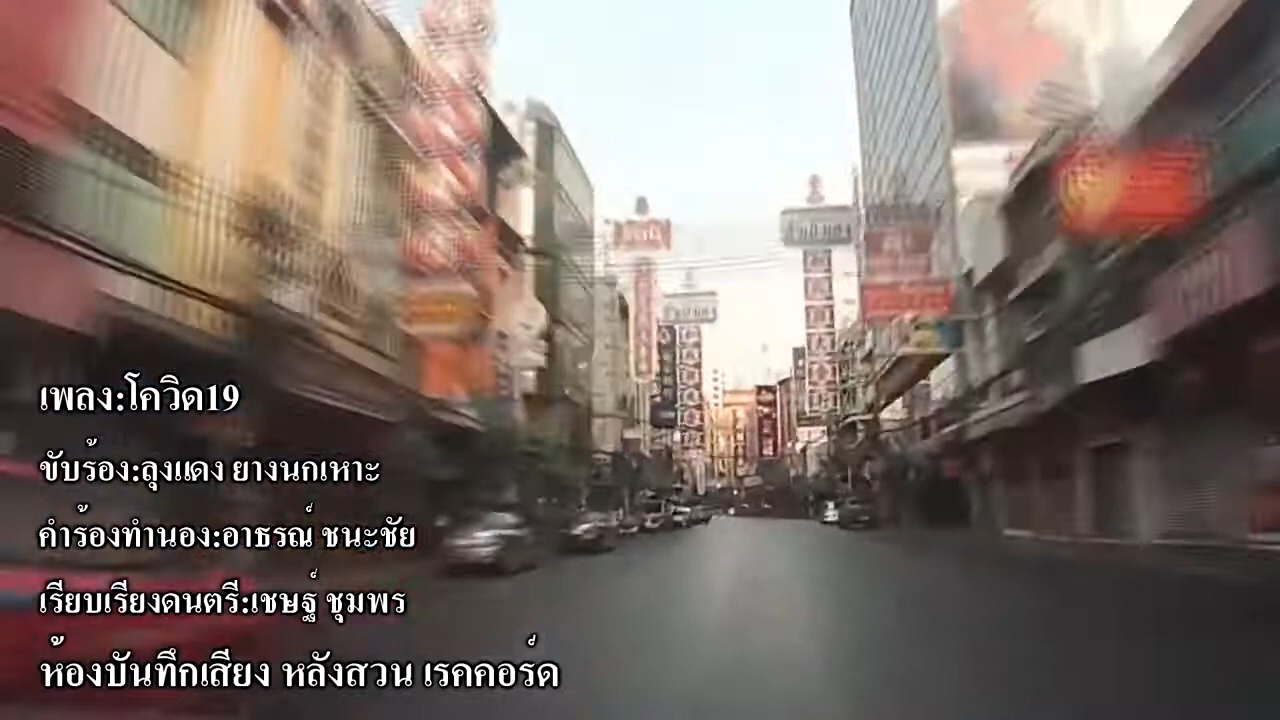 เพลง:โควิด19
ขับร้อง:ลุงแดง ยางนกเหาะ
คำร้องทำนอง:อาธรณ์ ชนะชัย
เรียบเรียงดนตรี:เชษฐ์ ชุมพร
ห้องบันทึกเสียง หลังสวน เรคคอร์ด